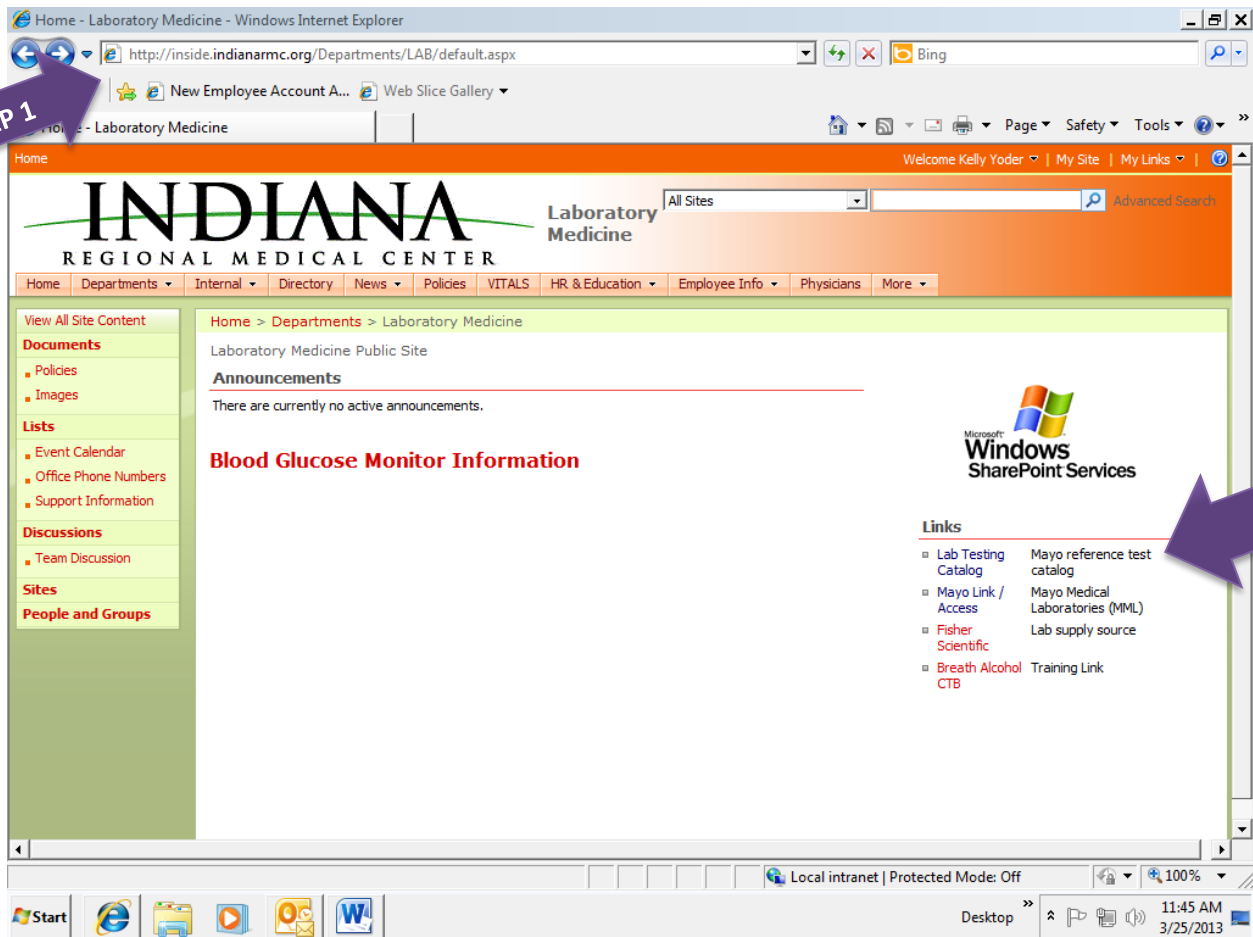 Home - Laboratory Medicine - Windows Internet Explorer
http://inside.indianarmc.org/Departments/LAB/default.aspx
Bing
New Employee Account A... Web Slice Gallery
P 1
Home - Laboratory Medicine
Page Safety Tools
Home
Welcome Kelly Yoder | My Site | My Links |
INDIANA
REGIONAL MEDICAL CENTER
Laboratory
Medicine
All Sites
Advanced Search
Home Departments Internal Directory News Policies VITALS HR & Education Employee Info Physicians More
View All Site Content
Documents
Policies
Images
Lists
Event Calendar
Office Phone Numbers
Support Information
Discussions
Team Discussion
Sites
People and Groups
Home > Departments > Laboratory Medicine
Laboratory Medicine Public Site
Announcements
There are currently no active announcements.
Blood Glucose Monitor Information
Microsoft
Windows
SharePoint Services
Links
Lab Testing Catalog
Mayo reference test catalog
Mayo Link / Access
Mayo Medical Laboratories (MML)
Fisher Scientific
Lab supply source
Breath Alcohol CTB
Training Link
Local intranet | Protected Mode: Off
100%
Start
Desktop
11:45 AM
3/25/2013